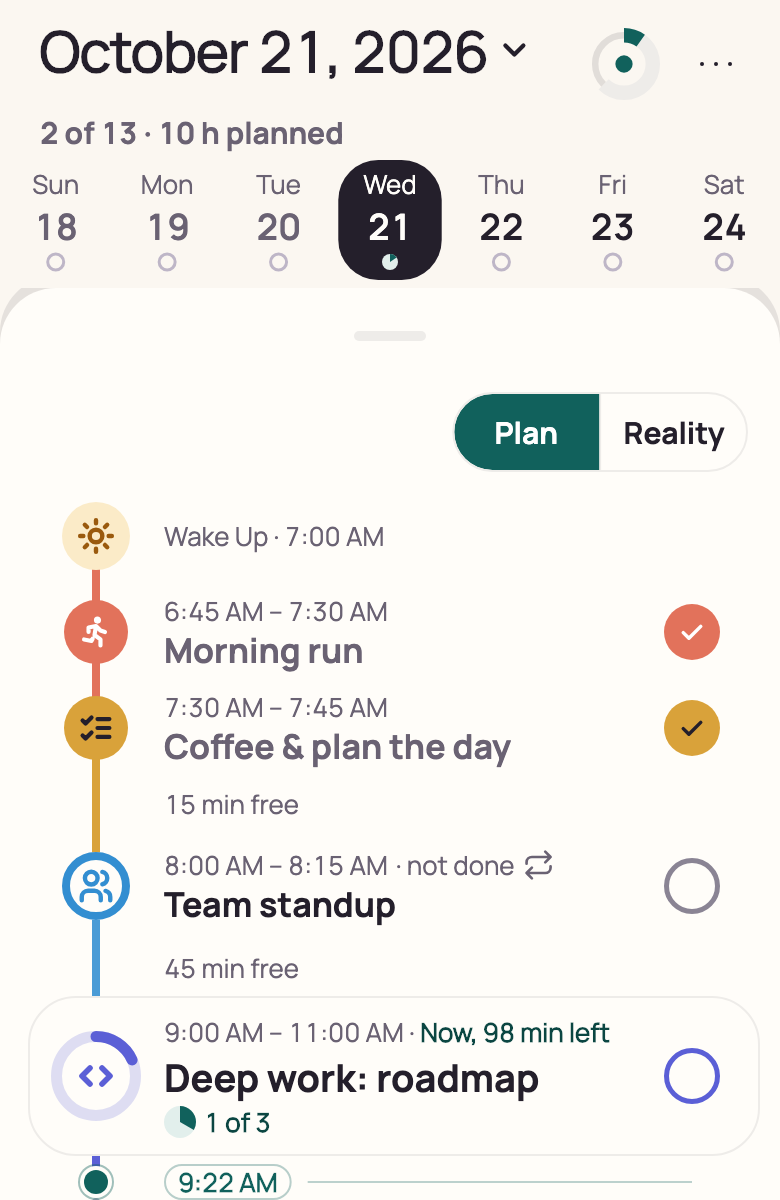 October 21, 2026
...
2 of 13 · 10 h planned
Sun Mon Tue Wed Thu Fri Sat
18 19 20 21 22 23 24
Plan Reality
Wake Up · 7:00 AM
6:45 AM – 7:30 AM
Morning run
7:30 AM – 7:45 AM
Coffee & plan the day
15 min free
8:00 AM – 8:15 AM · not done
Team standup
45 min free
9:00 AM – 11:00 AM · Now, 98 min left
Deep work: roadmap
1 of 3
9:22 AM